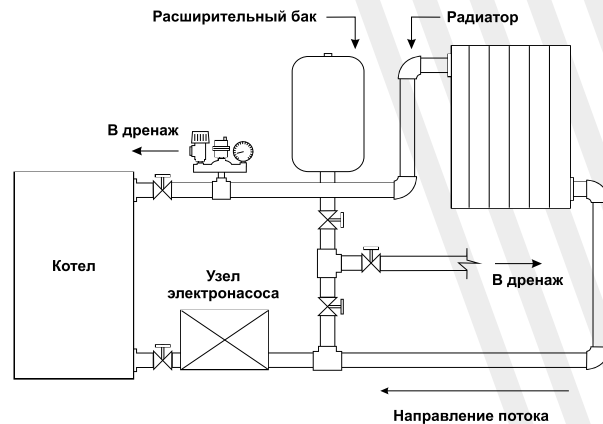 Расширительный бак
Радиатор
В дренаж
Котел
Узел
электронасоса
В дренаж
Направление потока